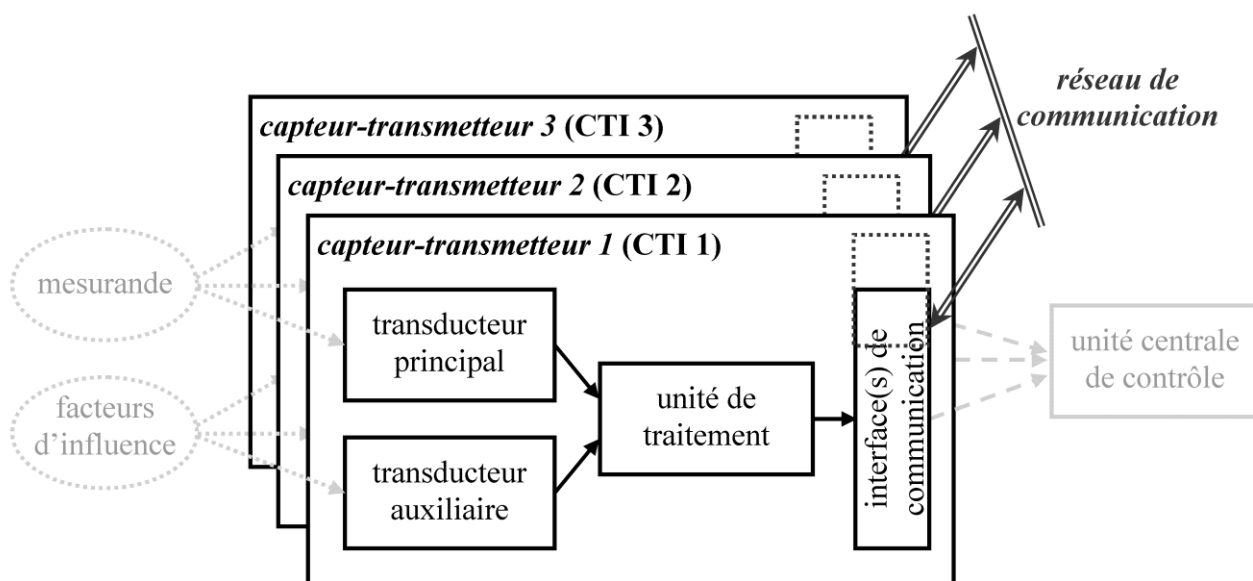 réseau de
communication
capteur-transmetteur 3 (CTI 3)
capteur-transmetteur 2 (CTI 2)
capteur-transmetteur 1 (CTI 1)
mesurande
facteurs
d’influence
transducteur
principal
transducteur
auxiliaire
unité de
traitement
interface(s) de
communication
unité centrale
de contrôle